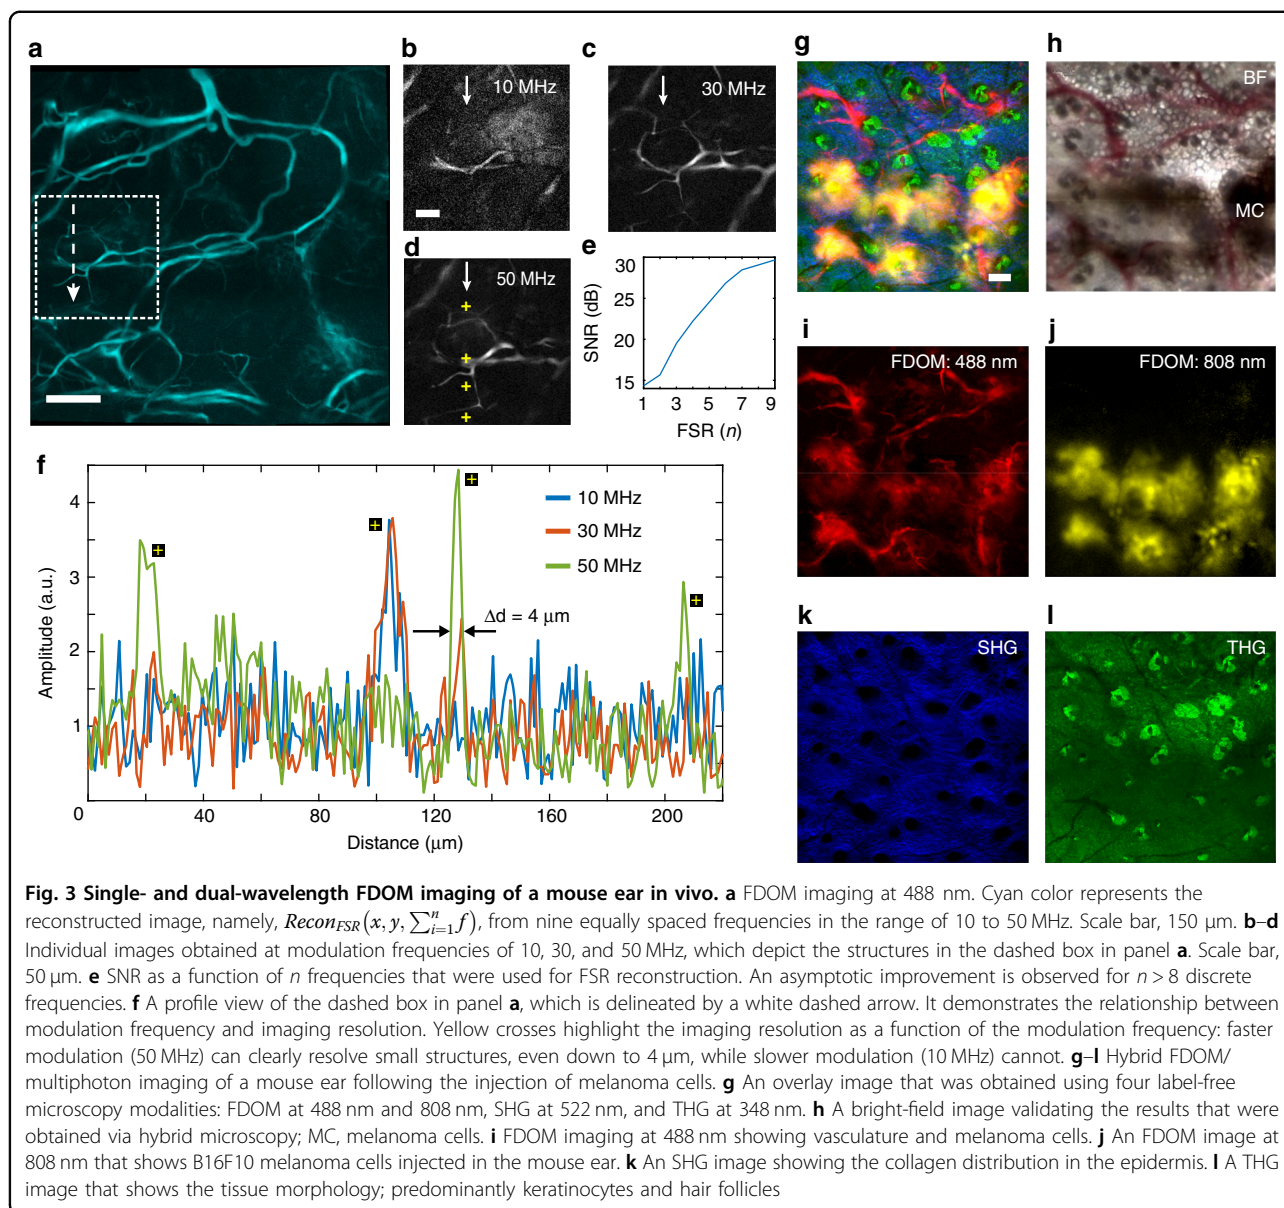 a
b
10 MHz
c
30 MHz
d
50 MHz
e
30
25
20
15
SNR (dB)
1 3 5 7 9
FSR (n)
f
4
3
2
1
0
Amplitude (a.u.)
10 MHz
30 MHz
50 MHz
Δd = 4 μm
0 40 80 120 160 200
Distance (μm)
g
h
BF
MC
i
FDOM: 488 nm
j
FDOM: 808 nm
k
SHG
l
THG
Fig. 3 Single- and dual-wavelength FDOM imaging of a mouse ear in vivo. a FDOM imaging at 488 nm. Cyan color represents the
reconstructed image, namely, Recon_FSR(x, y, ∑_{i=1}^{n} f), from nine equally spaced frequencies in the range of 10 to 50 MHz. Scale bar, 150 μm. b–d
Individual images obtained at modulation frequencies of 10, 30, and 50 MHz, which depict the structures in the dashed box in panel a. Scale bar,
50 μm. e SNR as a function of n frequencies that were used for FSR reconstruction. An asymptotic improvement is observed for n > 8 discrete
frequencies. f A profile view of the dashed box in panel a, which is delineated by a white dashed arrow. It demonstrates the relationship between
modulation frequency and imaging resolution. Yellow crosses highlight the imaging resolution as a function of the modulation frequency: faster
modulation (50 MHz) can clearly resolve small structures, even down to 4 μm, while slower modulation (10 MHz) cannot. g–l Hybrid FDOM/
multiphoton imaging of a mouse ear following the injection of melanoma cells. g An overlay image that was obtained using four label-free
microscopy modalities: FDOM at 488 nm and 808 nm, SHG at 522 nm, and THG at 348 nm. h A bright-field image validating the results that were
obtained via hybrid microscopy; MC, melanoma cells. i FDOM imaging at 488 nm showing vasculature and melanoma cells. j An FDOM image at
808 nm that shows B16F10 melanoma cells injected in the mouse ear. k An SHG image showing the collagen distribution in the epidermis. l A THG
image that shows the tissue morphology; predominantly keratinocytes and hair follicles